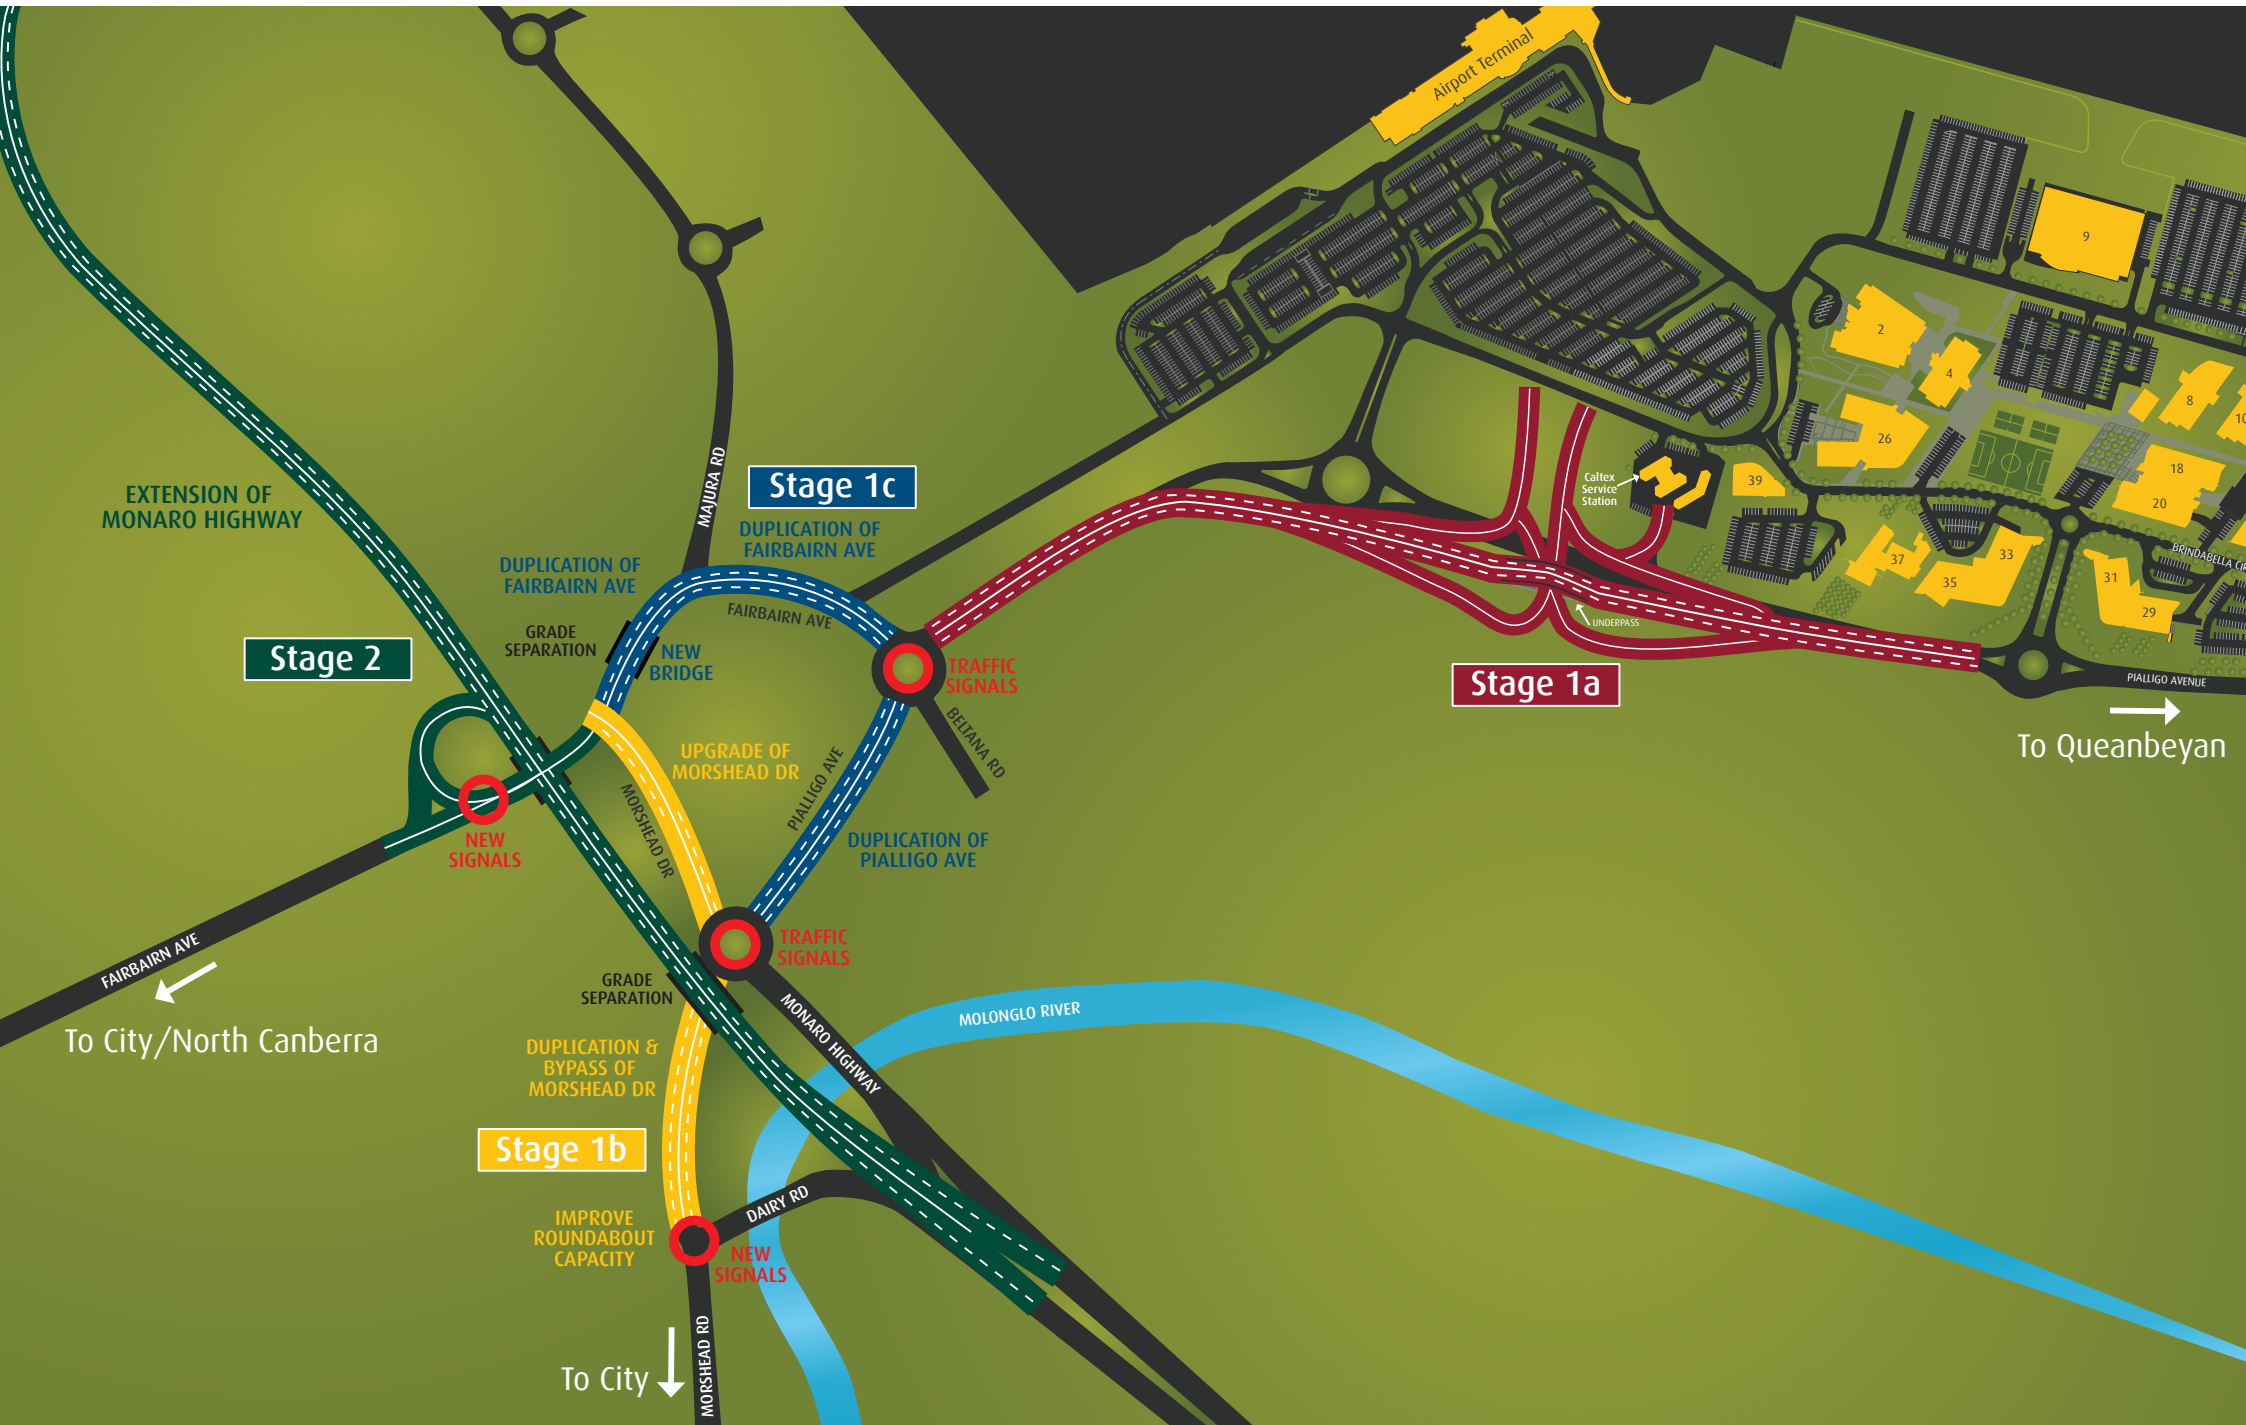 Airport Terminal
9
2
4
8
10
26
18
20
39
Caltex
Service
Station
37
33
35
31
29
BRINDABELLA CIR
UNDERPASS
PIALLIGO AVENUE
To Queanbeyan
Stage 1a
MAJURA RD
Stage 1c
DUPLICATION OF
FAIRBAIRN AVE
EXTENSION OF
MONARO HIGHWAY
DUPLICATION OF
FAIRBAIRN AVE
FAIRBAIRN AVE
GRADE
SEPARATION
NEW
BRIDGE
Stage 2
TRAFFIC
SIGNALS
BELTANA RD
UPGRADE OF
MORSHEAD DR
MORSHEAD DR
PIALLIGO AVE
DUPLICATION OF
PIALLIGO AVE
NEW
SIGNALS
FAIRBAIRN AVE
To City/North Canberra
TRAFFIC
SIGNALS
GRADE
SEPARATION
MONARO HIGHWAY
MOLONGLO RIVER
DUPLICATION &
BYPASS OF
MORSHEAD DR
Stage 1b
DAIRY RD
IMPROVE
ROUNDABOUT
CAPACITY
NEW
SIGNALS
MORSHEAD RD
To City